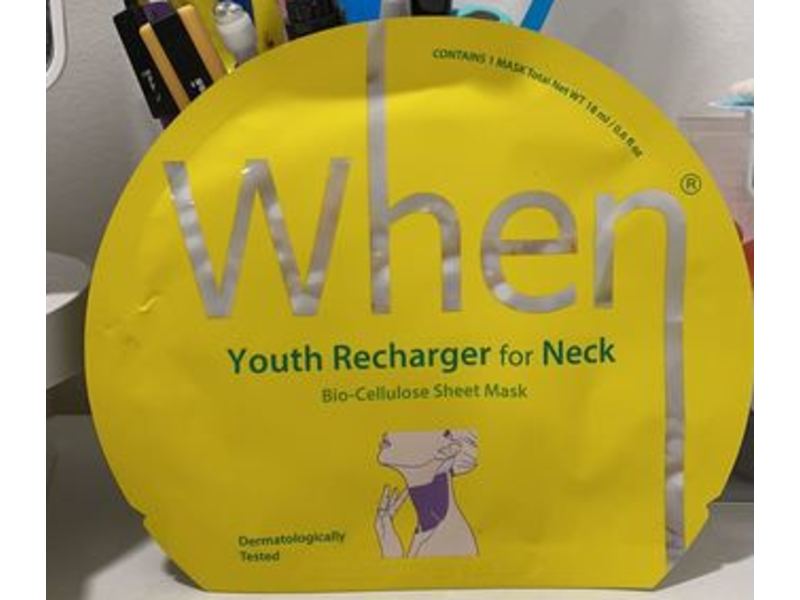 CONTAINS 1 MASK Total Net WT 18 ml / 0.6 fl.oz
When®
Youth Recharger for Neck
Bio-Cellulose Sheet Mask
Dermatologically
Tested